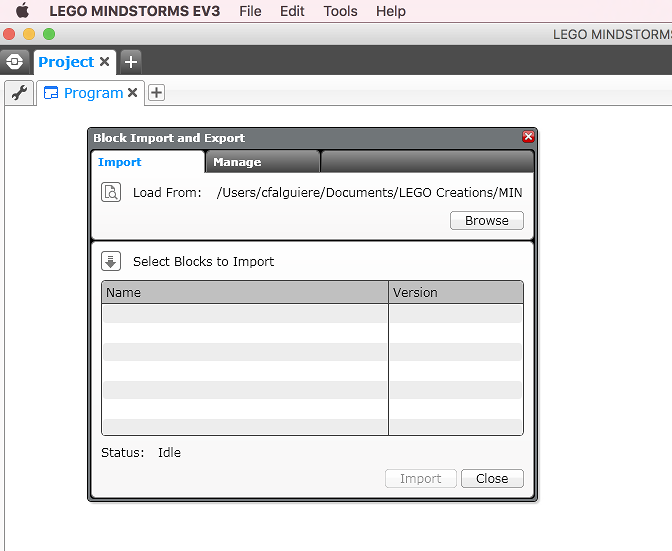 LEGO MINDSTORMS EV3 File Edit Tools Help
LEGO MINDSTORMS
Project
Program
Block Import and Export
Import Manage
Load From: /Users/cfalguiere/Documents/LEGO Creations/MIN
Browse
Select Blocks to Import
Name Version
Status: Idle
Import Close